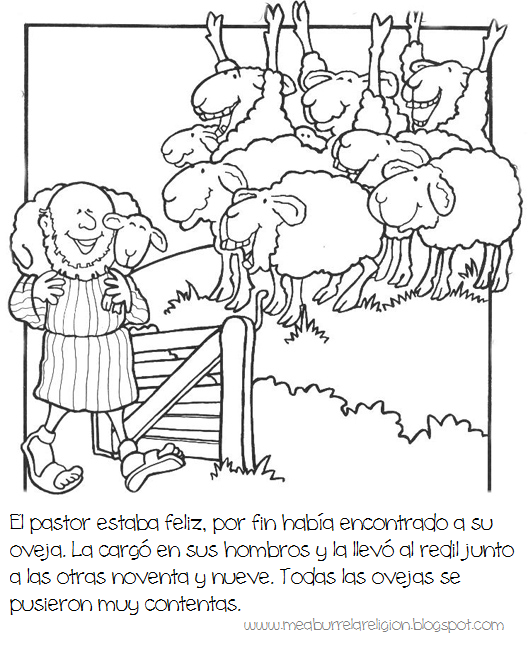 El pastor estaba feliz, por fin había encontrado a su
oveja. La cargó en sus hombros y la llevó al redil junto
a las otras noventa y nueve. Todas las ovejas se
pusieron muy contentas.
www.meaburrelareligion.blogspot.com